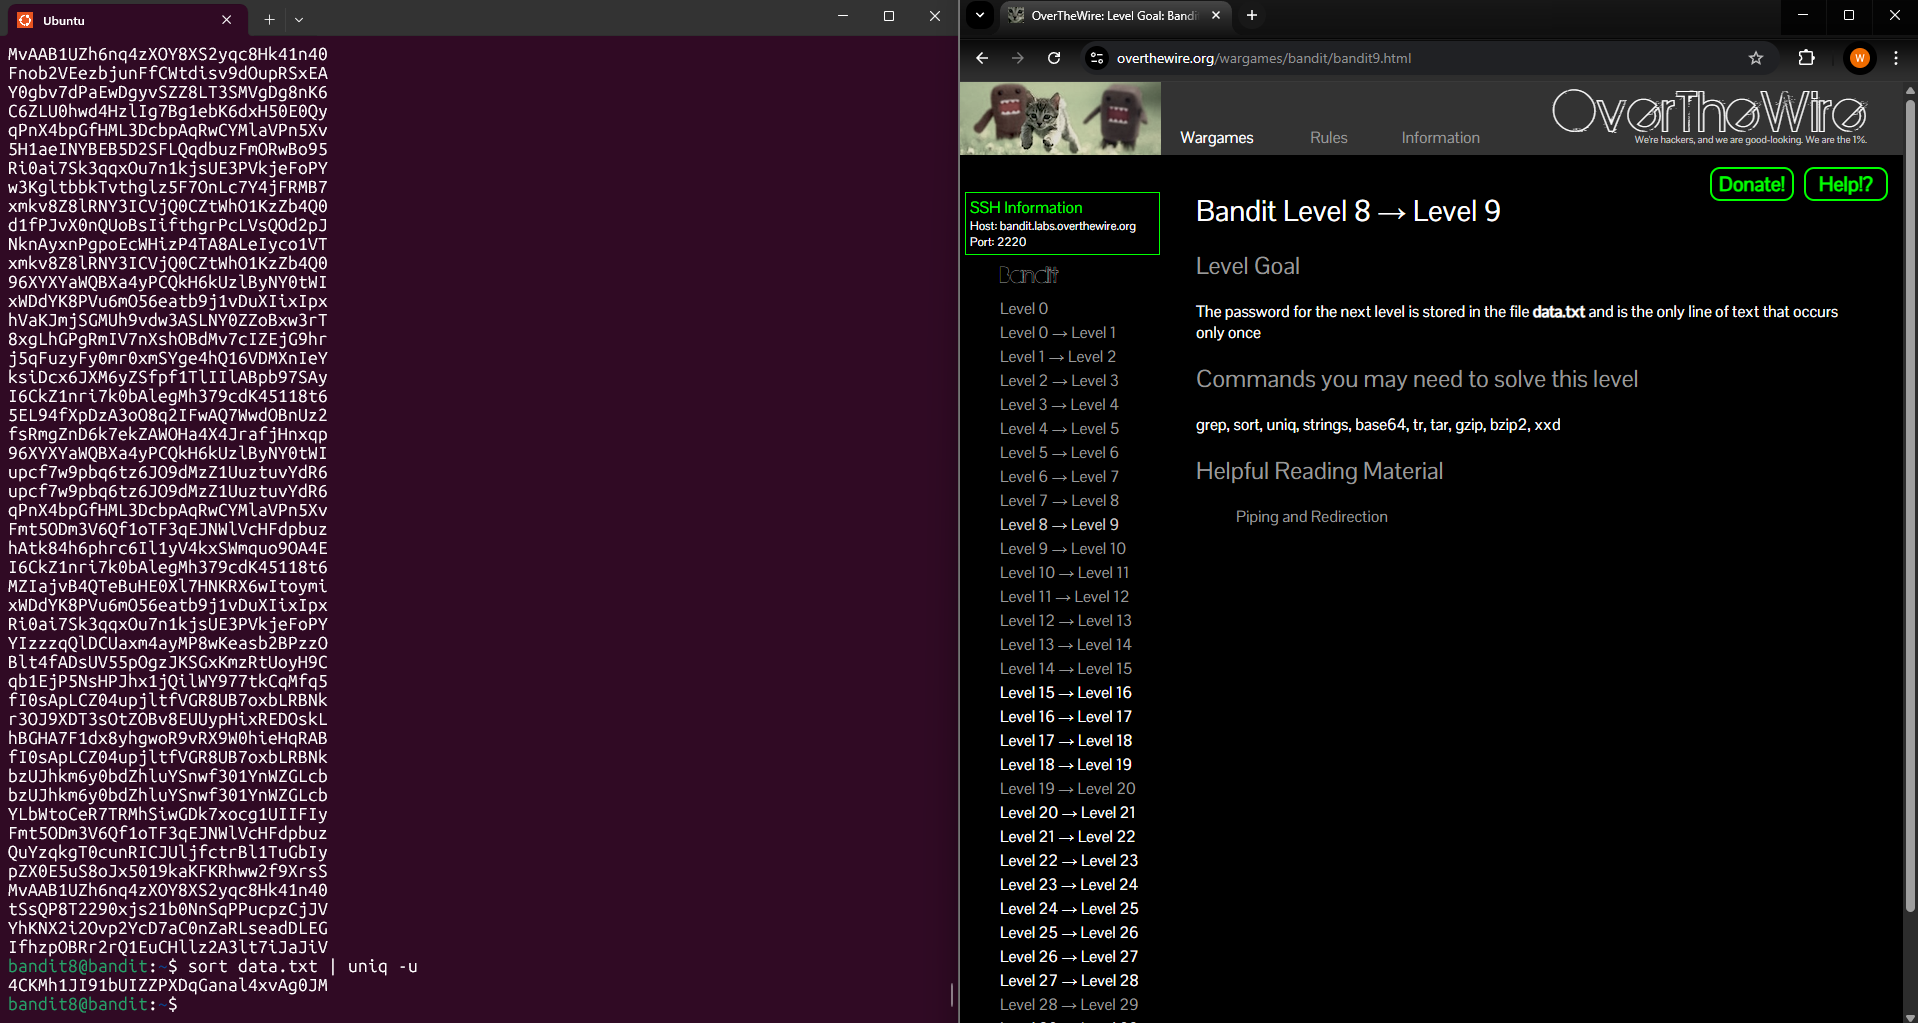 Ubuntu
MvAAB1UZh6nq4zXOY8XS2yqc8Hk41n40
Fnob2VEezbjunFfCWtdisv9dOupRSxEA
Y0gbv7dPaEwDgyvSZZ8LT3SMVgDg8nK6
C6ZLU0hwd4HzlIg7Bg1ebK6dxH50E0Qy
qPnX4bpGfHML3DcbpAqRwCYMlaVPn5Xv
5H1aeINYBEB5D2SFLQqdbuzFmORwBo95
Ri0ai7Sk3qqxOu7n1kjsUE3PVkjeFoPY
w3KgltbbkTvthglz5F7OnLc7Y4jFRMB7
xmkv8Z8lRNY3ICVjQ0CZtWhO1KzZb4Q0
d1fPJvX0nQUoBsIifthgrPcLVsQOd2pJ
NknAyxnPgpoEcWHizP4TA8ALeIyco1VT
xmkv8Z8lRNY3ICVjQ0CZtWhO1KzZb4Q0
96XYXYaWQBXa4yPCQkH6kUzlByNY0tWI
xWDdYK8PVu6mO56eatb9j1vDuXIixIpx
hVaKJmjSGMUh9vdw3ASLNY0ZZoBxw3rT
8xgLhGPgRmIV7nXshOBdMv7cIZEjG9hr
j5qFuzyFy0mr0xmSYge4hQ16VDMXnIeY
ksiDcx6JXM6yZSfpf1TlIIlABpb97SAy
I6CkZ1nri7k0bAlegMh379cdK45118t6
5EL94fXpDzA3oO8q2IFwAQ7WwdOBnUz2
fsRmgZnD6k7ekZAWOHa4X4JrafjHnxqp
96XYXYaWQBXa4yPCQkH6kUzlByNY0tWI
upcf7w9pbq6tz6JO9dMzZ1UuztuvYdR6
upcf7w9pbq6tz6JO9dMzZ1UuztuvYdR6
qPnX4bpGfHML3DcbpAqRwCYMlaVPn5Xv
Fmt5ODm3V6Qf1oTF3qEJNWlVcHFdpbuz
hAtk84h6phrc6Il1yV4kxSWmquo9OA4E
I6CkZ1nri7k0bAlegMh379cdK45118t6
MZIajvB4QTeBuHE0Xl7HNKRX6wItoymi
xWDdYK8PVu6mO56eatb9j1vDuXIixIpx
Ri0ai7Sk3qqxOu7n1kjsUE3PVkjeFoPY
YIzzzqQlDCUaxm4ayMP8wKeasb2BPzzO
Blt4fADsUV55pOgzJKSGxKmzRtUoyH9C
qb1EjP5NsHPJhx1jQilWY977tkCqMfq5
fI0sApLCZ04upjltfVGR8UB7oxbLRBNk
r3OJ9XDT3sOtZOBv8EUUypHixREDOskL
hBGHA7F1dx8yhgwoR9vRX9W0hieHqRAB
fI0sApLCZ04upjltfVGR8UB7oxbLRBNk
bzUJhkm6y0bdZhluYSnwf301YnWZGLcb
bzUJhkm6y0bdZhluYSnwf301YnWZGLcb
YLbWtoCeR7TRMhSiwGDk7xocg1UIIFIy
Fmt5ODm3V6Qf1oTF3qEJNWlVcHFdpbuz
QuYzqkgT0cunRICJUljfctrBl1TuGbIy
pZX0E5uS8oJx5019kaKFKRhww2f9XrsS
MvAAB1UZh6nq4zXOY8XS2yqc8Hk41n40
tSsQP8T2290xjs21b0NnSqPPucpzCjJV
YhKNX2i2Ovp2YcD7aC0nZaRLseadDLEG
IfhzpOBRr2rQ1EuCHllz2A3lt7iJaJiV
bandit8@bandit:~$ sort data.txt | uniq -u
4CKMh1JI91bUIZZPXDqGanal4xvAg0JM
bandit8@bandit:~$
OverTheWire: Level Goal: Bandi
overthewire.org/wargames/bandit/bandit9.html
W
Wargames
Rules
Information
OverTheWire
We're hackers, and we are good-looking. We are the 1%.
Donate!
Help!?
SSH Information
Host: bandit.labs.overthewire.org
Port: 2220
Bandit
Level 0
Level 0 → Level 1
Level 1 → Level 2
Level 2 → Level 3
Level 3 → Level 4
Level 4 → Level 5
Level 5 → Level 6
Level 6 → Level 7
Level 7 → Level 8
Level 8 → Level 9
Level 9 → Level 10
Level 10 → Level 11
Level 11 → Level 12
Level 12 → Level 13
Level 13 → Level 14
Level 14 → Level 15
Level 15 → Level 16
Level 16 → Level 17
Level 17 → Level 18
Level 18 → Level 19
Level 19 → Level 20
Level 20 → Level 21
Level 21 → Level 22
Level 22 → Level 23
Level 23 → Level 24
Level 24 → Level 25
Level 25 → Level 26
Level 26 → Level 27
Level 27 → Level 28
Level 28 → Level 29
Bandit Level 8 → Level 9
Level Goal
The password for the next level is stored in the file data.txt and is the only line of text that occurs
only once
Commands you may need to solve this level
grep, sort, uniq, strings, base64, tr, tar, gzip, bzip2, xxd
Helpful Reading Material
Piping and Redirection